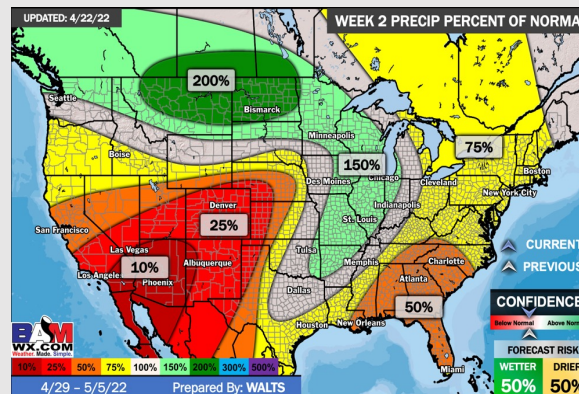 UPDATED: 4/22/22
WEEK 2 PRECIP PERCENT OF NORMA
200%
Seattle
Bismarck
Minneapolis
75%
Boise
150%
Boston
Chicago
Des Moines
Cleveland
New York City
Denver
Indianapolis
25%
St. Louis
San Francisco
CURRENT
Las Vegas
Tulsa
Charlotte
10%
Albuquerque
Memphis
PREVIOUS
Los Angeles
Phoenix
Atlanta
Dallas
50%
CONFIDENCE
Houston
New Orleans
Below Normal
Above Norm
BAM
WX.COM
Weather. Made. Simple.
FORECAST RISK
WETTER
DRIER
Miami
10% 25% 50% 75% 100% 150% 200% 300% 500%
50%
50%
4/29 – 5/5/22
Prepared By: WALTS